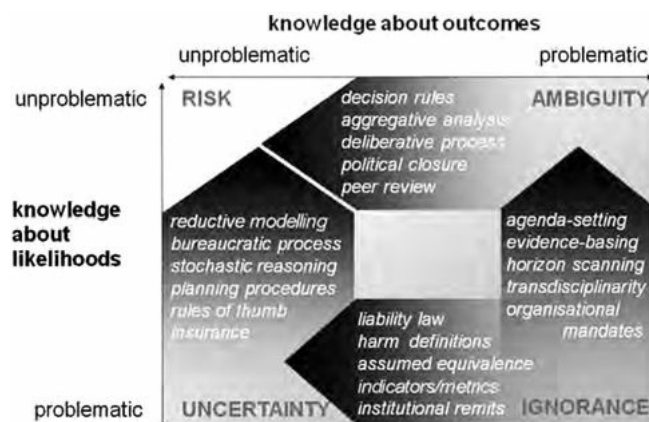 knowledge about outcomes
unproblematic
problematic
unproblematic
RISK
AMBIGUITY
decision rules
aggregative analysis
deliberative process
political closure
peer review
knowledge
about
likelihoods
reductive modelling
bureaucratic process
stochastic reasoning
planning procedures
rules of thumb
insurance
agenda-setting
evidence-basing
horizon scanning
transdisciplinarity
organisational
mandates
liability law
harm definitions
assumed equivalence
indicators/metrics
institutional remits
problematic
UNCERTAINTY
IGNORANCE